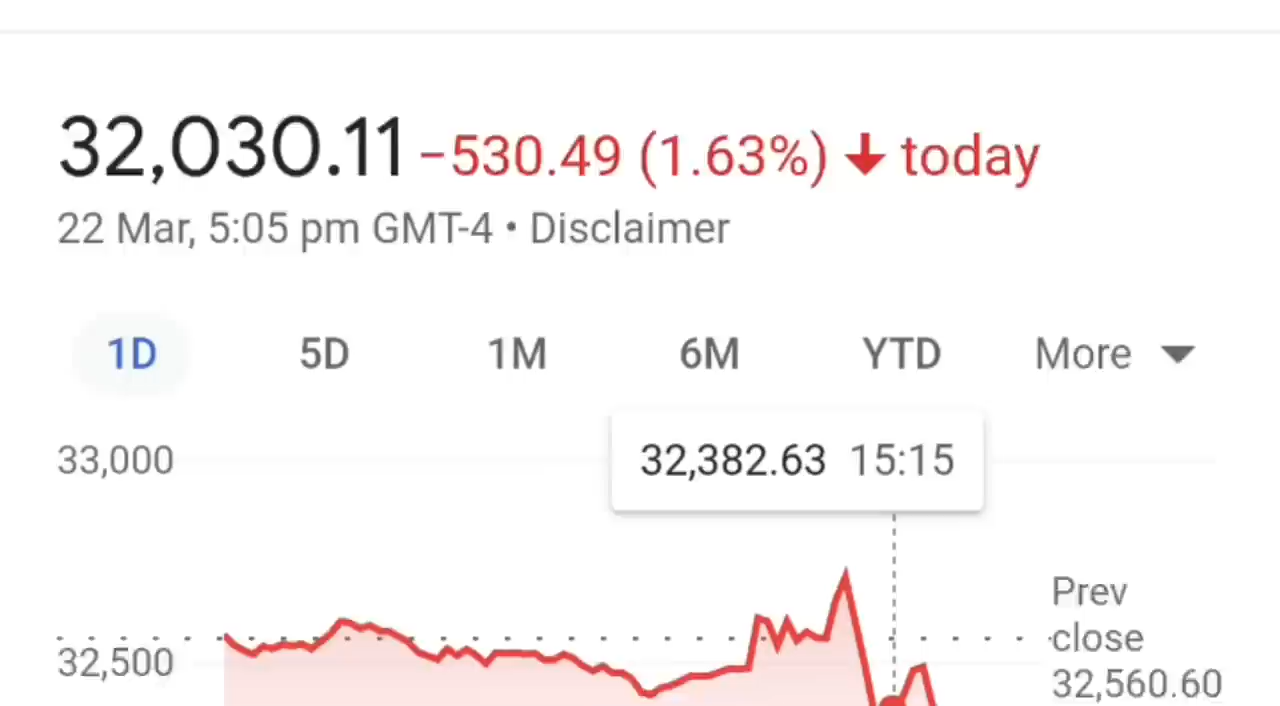 32,030.11 −530.49 (1.63%) ↓ today
22 Mar, 5:05 pm GMT-4 • Disclaimer
1D 5D 1M 6M YTD More
33,000
32,382.63 15:15
32,500
Prev
close
32,560.60